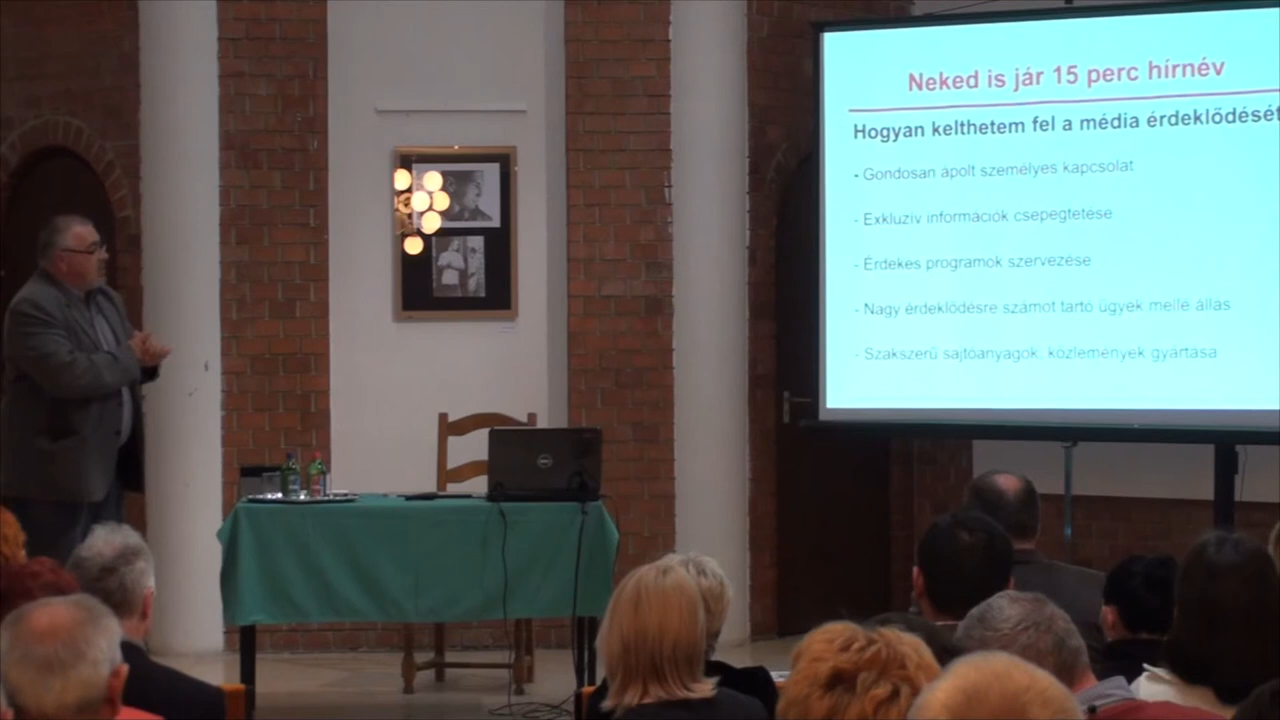 Neked is jár 15 perc hírnév
Hogyan kelthetem fel a média érdeklődését
- Gondosan ápolt személyes kapcsolat
- Exkluzív információk csepegtetése
- Érdekes programok szervezése
- Nagy érdeklődésre számot tartó ügyek mellé állás
- Szakszerű sajtóanyagok, közlemények gyártása
DELL